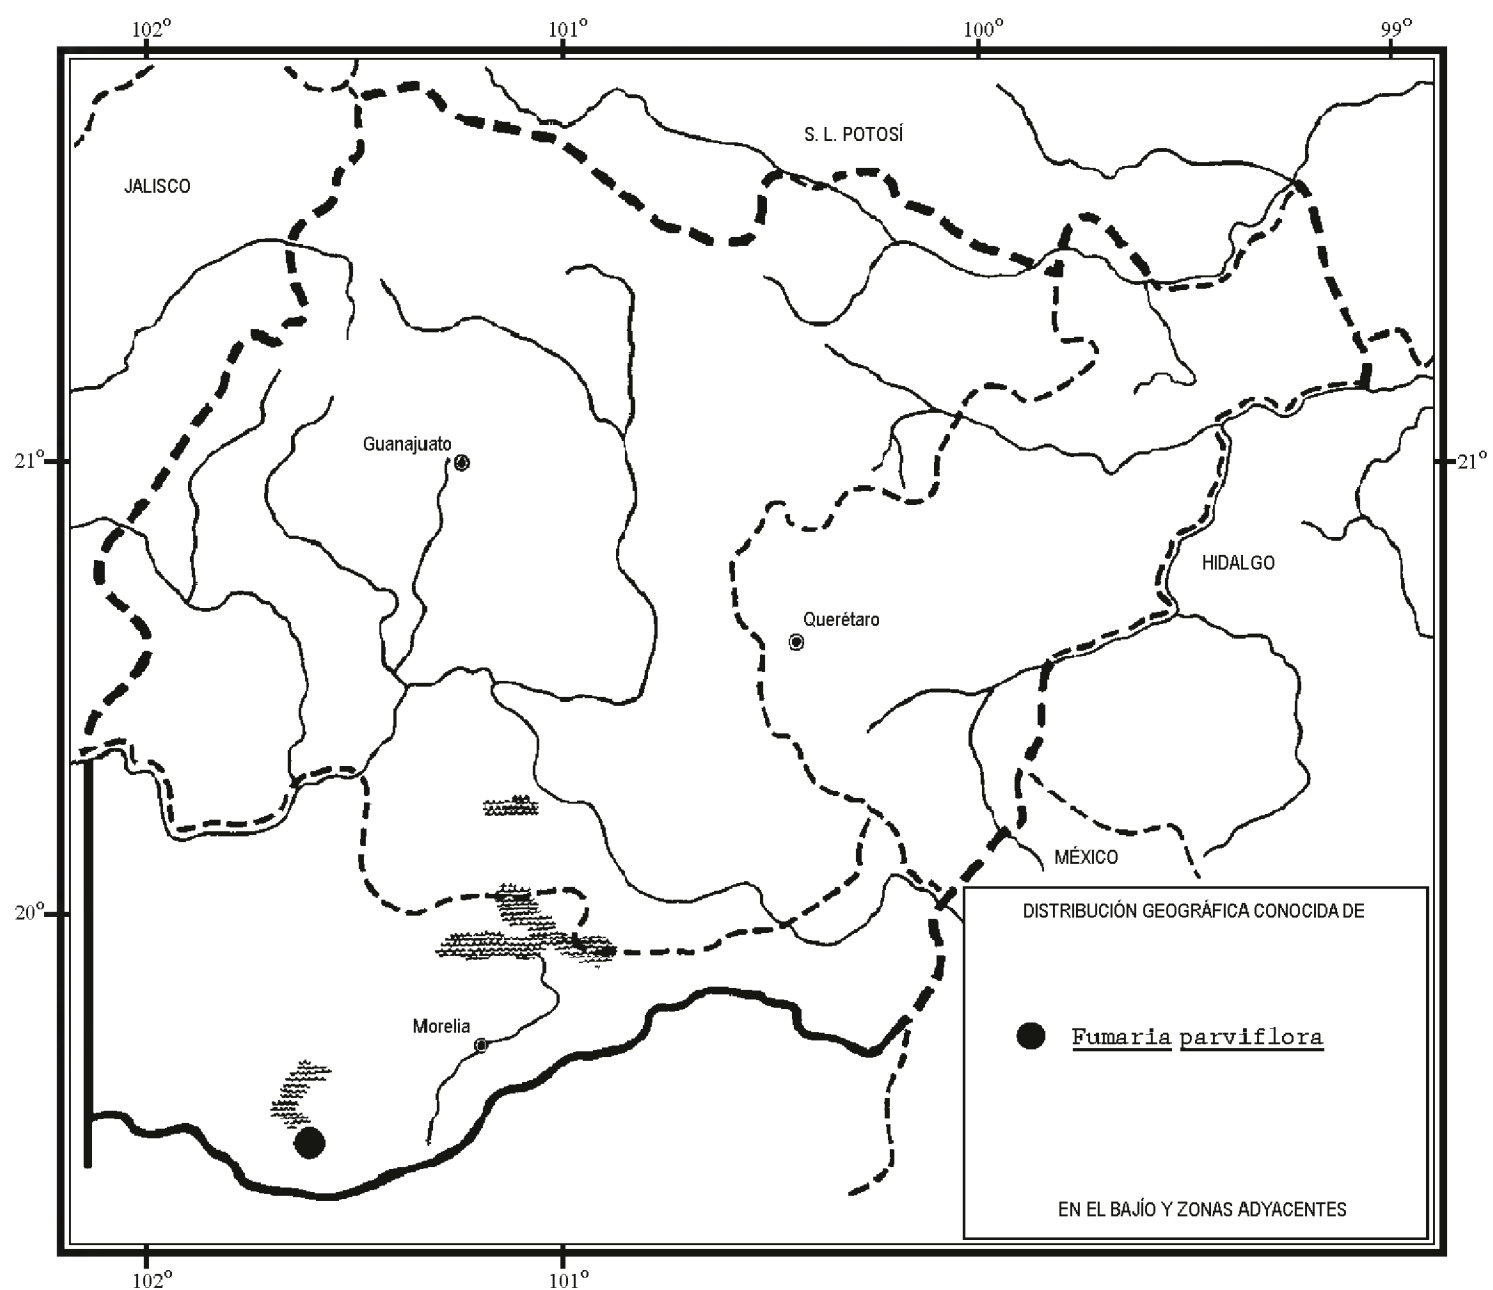 102° 101° 100° 99°
S. L. POTOSÍ
JALISCO
Guanajuato
21° 21°
HIDALGO
Querétaro
MÉXICO
20°
DISTRIBUCIÓN GEOGRÁFICA CONOCIDA DE
Morelia
Fumaria parviflora
EN EL BAJÍO Y ZONAS ADYACENTES
102° 101°